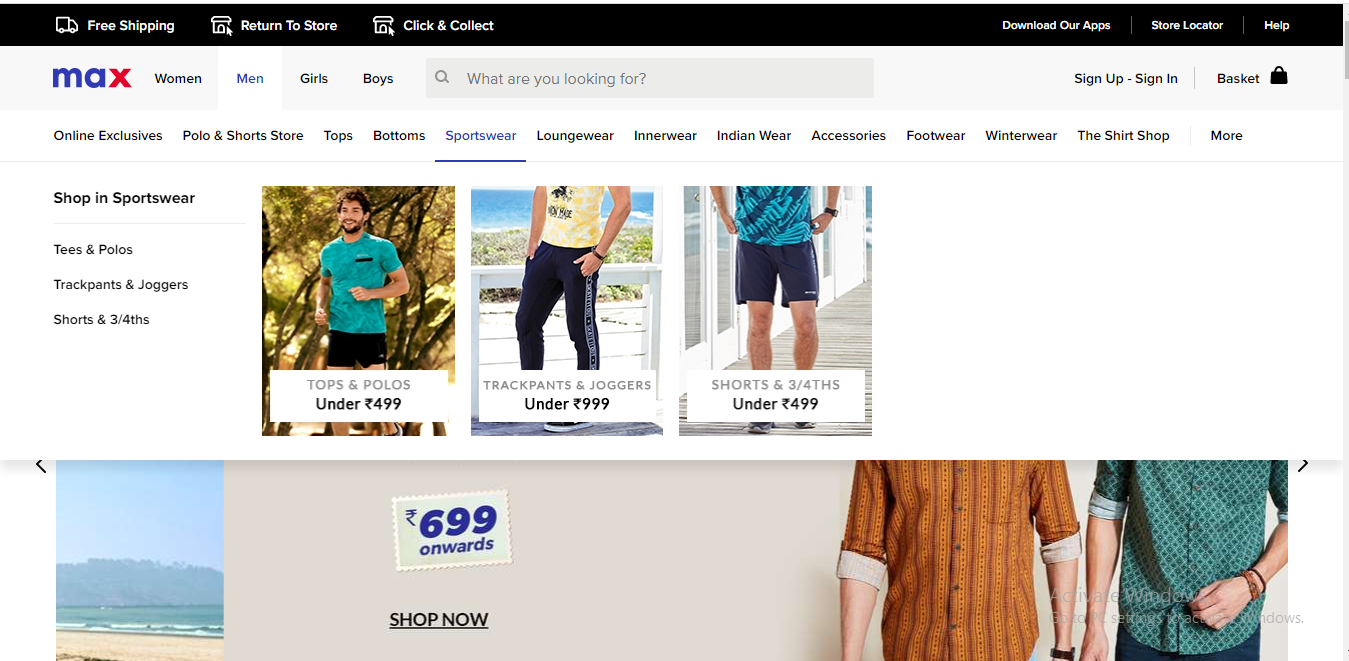 Free Shipping Return To Store Click & Collect Download Our Apps Store Locator Help
max Women Men Girls Boys What are you looking for? Sign Up - Sign In Basket
Online Exclusives Polo & Shorts Store Tops Bottoms Sportswear Loungewear Innerwear Indian Wear Accessories Footwear Winterwear The Shirt Shop More
Shop in Sportswear
Tees & Polos
Trackpants & Joggers
Shorts & 3/4ths
TOPS & POLOS
Under ₹499
TRACKPANTS & JOGGERS
Under ₹999
SHORTS & 3/4THS
Under ₹499
₹699
onwards
SHOP NOW
Activate Windows
Go to PC settings to activate Windows.